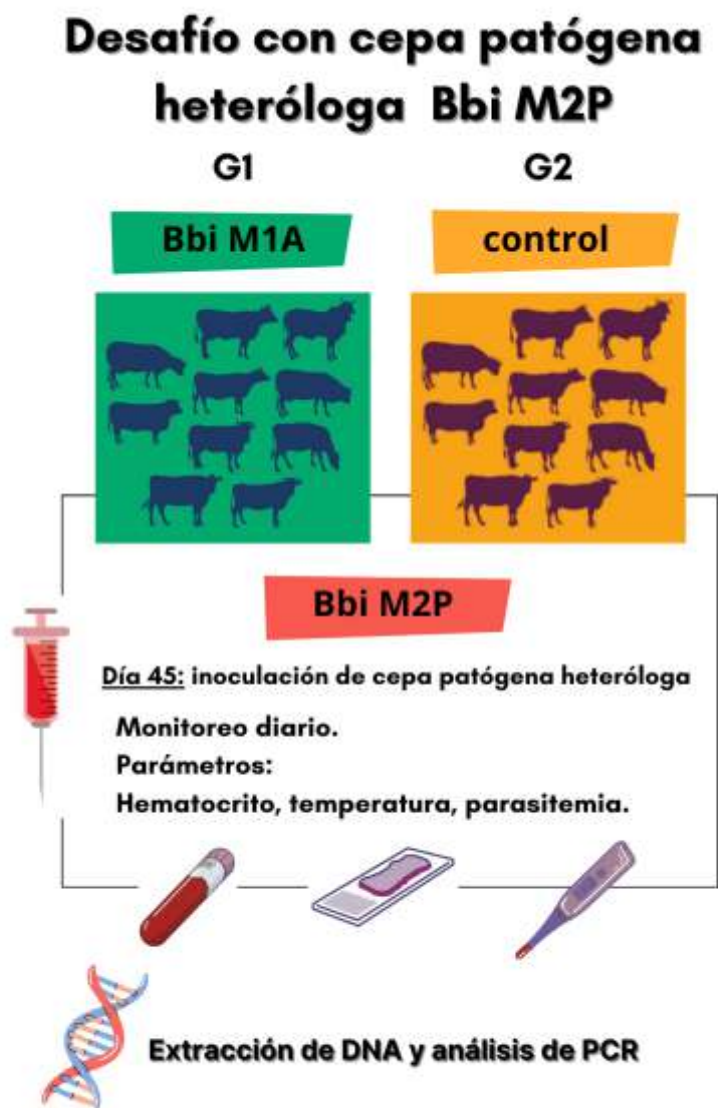 Desafío con cepa patógena
heteróloga Bbi M2P
G1
G2
Bbi M1A
control
Bbi M2P
Día 45: inoculación de cepa patógena heteróloga
Monitoreo diario.
Parámetros:
Hematocrito, temperatura, parasitemia.
Extracción de DNA y análisis de PCR